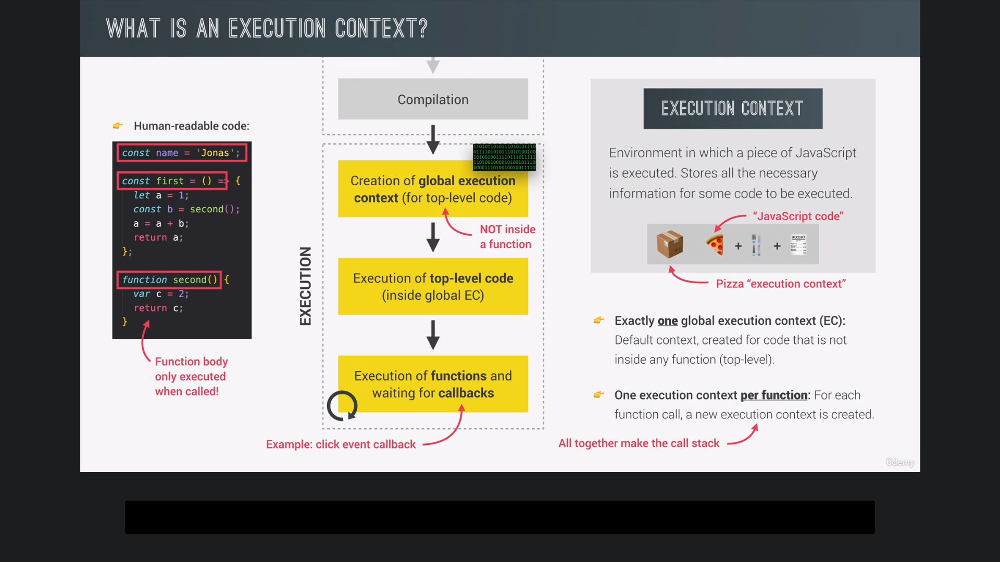 WHAT IS AN EXECUTION CONTEXT?
👉 Human-readable code:
const name = 'Jonas';
const first = () => {
let a = 1;
const b = second();
a = a + b;
return a;
};
function second() {
var c = 2;
return c;
}
Function body
only executed
when called!
EXECUTION
Compilation
1101011010111010101110
01111010101110101001 00
Creation of global execution
context (for top-level code)
NOT inside
a function
Execution of top-level code
(inside global EC)
Execution of functions and
waiting for callbacks
Example: click event callback
EXECUTION CONTEXT
Environment in which a piece of JavaScript
is executed. Stores all the necessary
information for some code to be executed.
“JavaScript code"
+ +
RECEIPT
Pizza “execution context”
👉 Exactly one global execution context (EC):
Default context, created for code that is not
inside any function (top-level).
👉 One execution context per function: For each
function call, a new execution context is created.
All together make the call stack
ûdemy